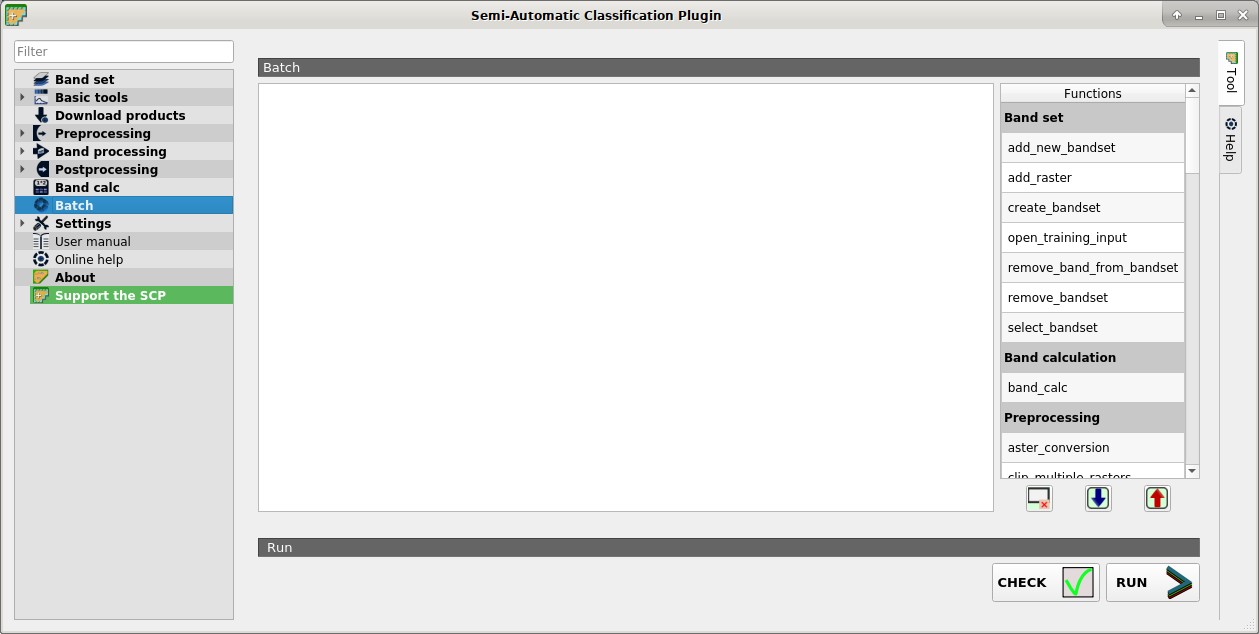 Semi-Automatic Classification Plugin
Filter
Band set
Basic tools
Download products
Preprocessing
Band processing
Postprocessing
Band calc
Batch
Settings
User manual
Online help
About
Support the SCP
Batch
Functions
Band set
add_new_bandset
add_raster
create_bandset
open_training_input
remove_band_from_bandset
remove_bandset
select_bandset
Band calculation
band_calc
Preprocessing
aster_conversion
clip_multiple_rasters
Run
CHECK
RUN
Tool
Help